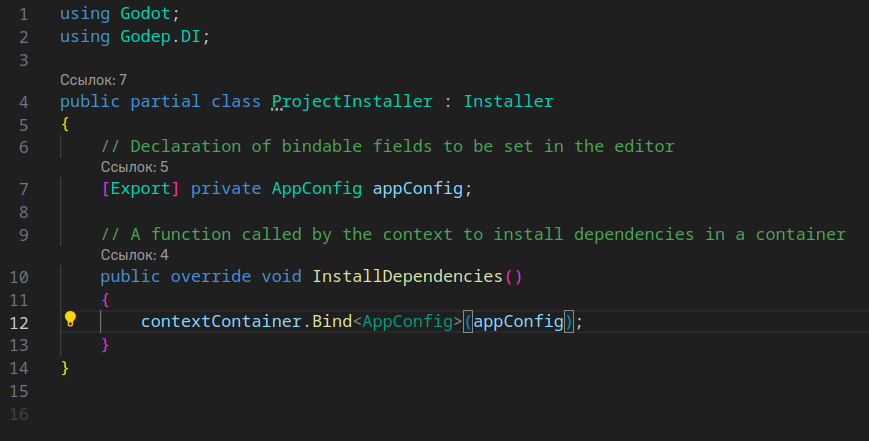 1 using Godot;
2 using Godep.DI;
3
Ссылок: 7
4 public partial class ProjectInstaller : Installer
5 {
6 // Declaration of bindable fields to be set in the editor
Ссылок: 5
7 [Export] private AppConfig appConfig;
8
9 // A function called by the context to install dependencies in a container
Ссылок: 4
10 public override void InstallDependencies()
11 {
12 contextContainer.Bind<AppConfig>(appConfig);
13 }
14 }
15
16